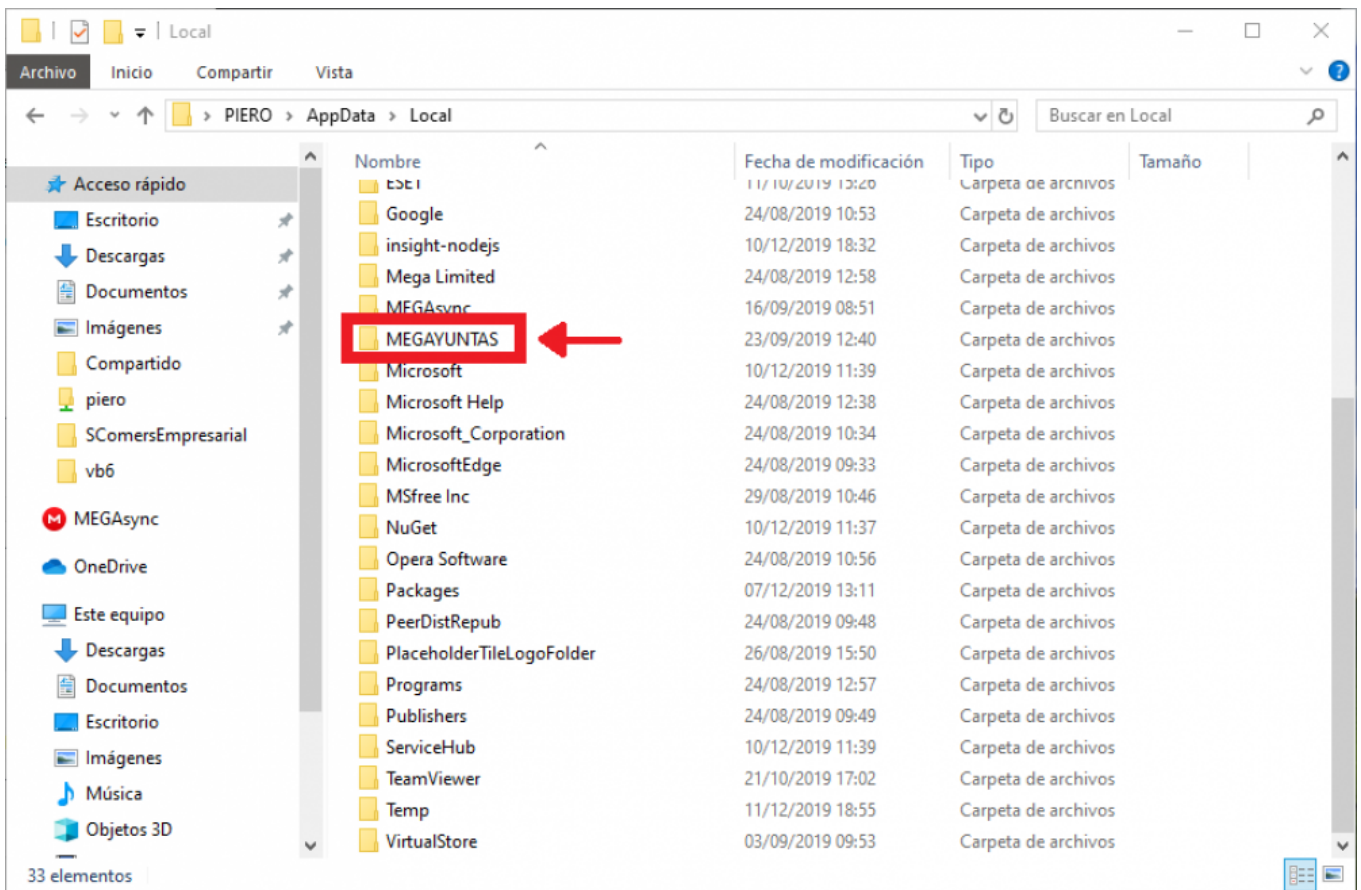 Local
Archivo Inicio Compartir Vista
PIERO > AppData > Local
Buscar en Local
Nombre Fecha de modificación Tipo Tamaño
Acceso rápido
Escritorio
Descargas
Documentos
Imágenes
Compartido
piero
SComersEmpresarial
vb6
MEGAsync
OneDrive
Este equipo
Descargas
Documentos
Escritorio
Imágenes
Música
Objetos 3D
ESET 11/10/2019 15:26 Carpeta de archivos
Google 24/08/2019 10:53 Carpeta de archivos
insight-nodejs 10/12/2019 18:32 Carpeta de archivos
Mega Limited 24/08/2019 12:58 Carpeta de archivos
MEGAsync 16/09/2019 08:51 Carpeta de archivos
MEGAYUNTAS 23/09/2019 12:40 Carpeta de archivos
Microsoft 10/12/2019 11:39 Carpeta de archivos
Microsoft Help 24/08/2019 12:38 Carpeta de archivos
Microsoft_Corporation 24/08/2019 10:34 Carpeta de archivos
MicrosoftEdge 24/08/2019 09:33 Carpeta de archivos
MSfree Inc 29/08/2019 10:46 Carpeta de archivos
NuGet 10/12/2019 11:37 Carpeta de archivos
Opera Software 24/08/2019 10:56 Carpeta de archivos
Packages 07/12/2019 13:11 Carpeta de archivos
PeerDistRepub 24/08/2019 09:48 Carpeta de archivos
PlaceholderTileLogoFolder 26/08/2019 15:50 Carpeta de archivos
Programs 24/08/2019 12:57 Carpeta de archivos
Publishers 24/08/2019 09:49 Carpeta de archivos
ServiceHub 10/12/2019 11:39 Carpeta de archivos
TeamViewer 21/10/2019 17:02 Carpeta de archivos
Temp 11/12/2019 18:55 Carpeta de archivos
VirtualStore 03/09/2019 09:53 Carpeta de archivos
33 elementos